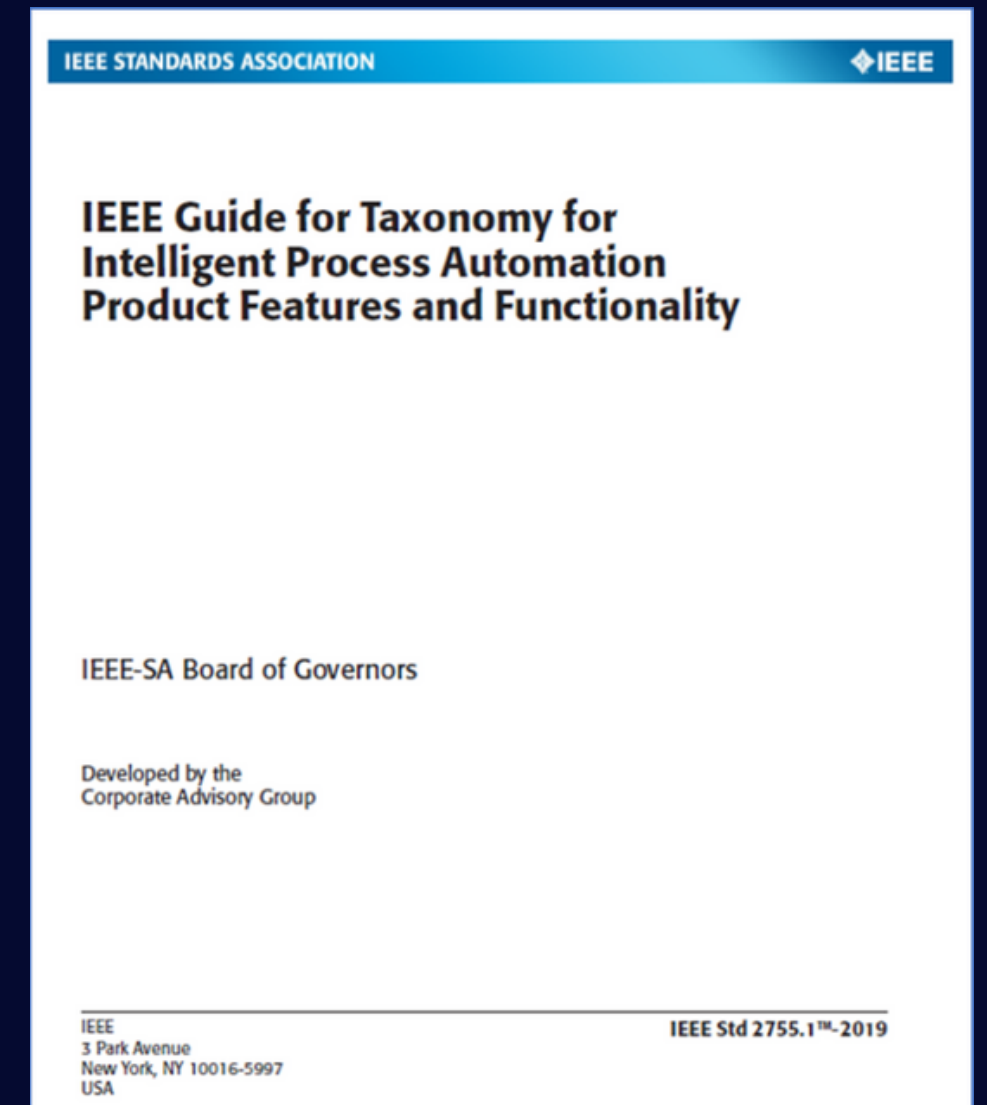 IEEE STANDARDS ASSOCIATION
IEEE
IEEE Guide for Taxonomy for
Intelligent Process Automation
Product Features and Functionality
IEEE-SA Board of Governors
Developed by the
Corporate Advisory Group
IEEE
3 Park Avenue
New York, NY 10016-5997
USA
IEEE Std 2755.1™-2019